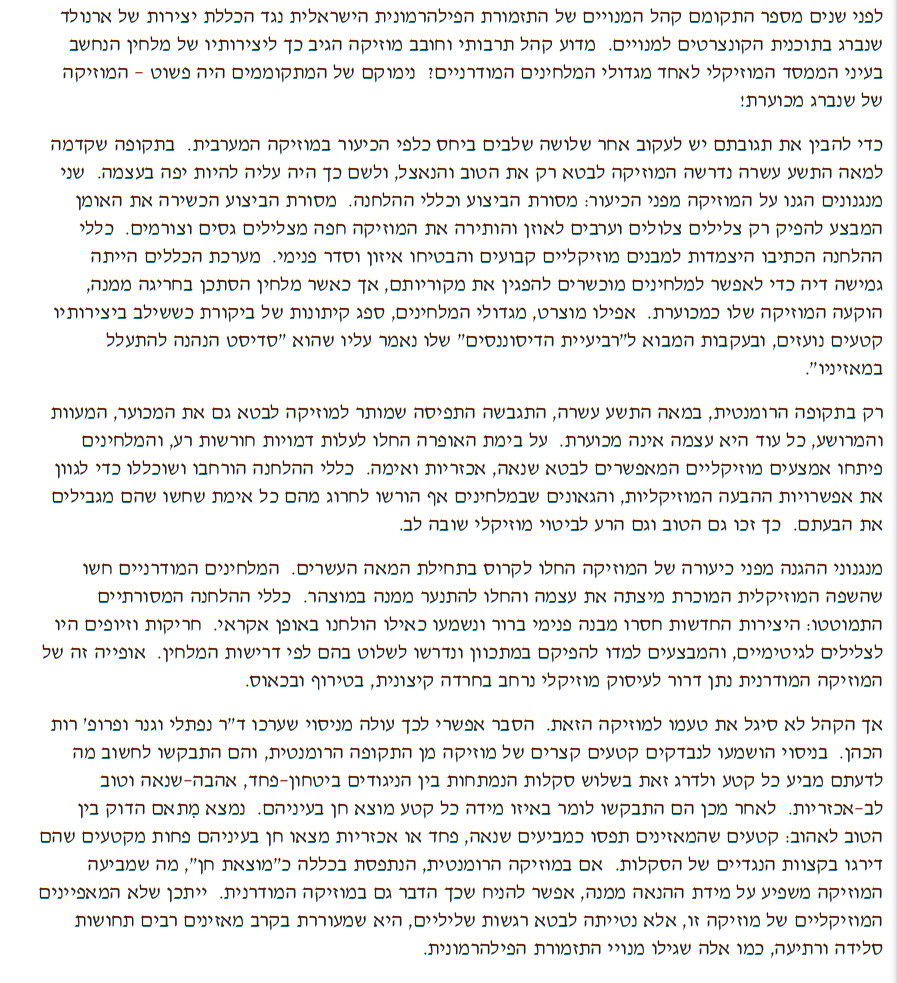 לפני שנים מספר התקומם קהל המנויים של התזמורת הפילהרמונית הישראלית נגד הכללת יצירות של ארנולד
שנברג בתוכנית הקונצרטים למנויים. מדוע קהל תרבותי וחובב מוזיקה הגיב כך ליצירותיו של מלחין הנחשב
בעיני הממסד המוזיקלי לאחד מגדולי המלחינים המודרניים? נימוקם של המתקוממים היה פשוט – המוזיקה
של שנברג מכוערת!
כדי להבין את תגובתם יש לעקוב אחר שלושה שלבים ביחס כלפי הכיעור במוזיקה המערבית. בתקופה שקדמה
למאה התשע עשרה נדרשה המוזיקה לבטא רק את הטוב והנאצל, ולשם כך היה עליה להיות יפה בעצמה. שני
מנגנונים הגנו על המוזיקה מפני הכיעור: מסורת הביצוע וכללי ההלחנה. מסורת הביצוע הכשירה את האומן
המבצע להפיק רק צלילים צלולים וערבים לאוזן והותירה את המוזיקה חפה מצלילים גסים וצורמים. כללי
ההלחנה הכתיבו היצמדות למבנים מוזיקליים קבועים והבטיחו איזון וסדר פנימי. מערכת הכללים הייתה
גמישה דיה כדי לאפשר למלחינים מוכשרים להפגין את מקוריותם, אך כאשר מלחין הסתכן בחריגה ממנה,
הוקעה המוזיקה שלו כמכוערת. אפילו מוצרט, מגדולי המלחינים, ספג קיתונות של ביקורת כששילב ביצירותיו
קטעים נועזים, ובעקבות המבוא ל"רביעיית הדיסוננסים" שלו נאמר עליו שהוא "סדיסט הנהנה להתעלל
במאזיניו".
רק בתקופה הרומנטית, במאה התשע עשרה, התגבשה התפיסה שמותר למוזיקה לבטא גם את המכוער, המעוות
והמרושע, כל עוד היא עצמה אינה מכוערת. על בימת האופרה החלו לעלות דמויות חורשות רע, והמלחינים
פיתחו אמצעים מוזיקליים המאפשרים לבטא שנאה, אכזריות ואימה. כללי ההלחנה הורחבו ושוכללו כדי לגוון
את אפשרויות ההבעה המוזיקליות, והגאונים שבמלחינים אף הורשו לחרוג מהם כל אימת שחשו שהם מגבילים
את הבעתם. כך זכו גם הטוב וגם הרע לביטוי מוזיקלי שובה לב.
מנגנוני ההגנה מפני כיעורה של המוזיקה החלו לקרוס בתחילת המאה העשרים. המלחינים המודרניים חשו
שהשפה המוזיקלית המוכרת מיצתה את עצמה והחלו להתנער ממנה במוצהר. כללי ההלחנה המסורתיים
התמוטטו: היצירות החדשות חסרו מבנה פנימי ברור ונשמעו כאילו הולחנו באופן אקראי. חריקות וזיופים היו
לצלילים לגיטימיים, והמבצעים למדו להפיקם במתכוון ונדרשו לשלוט בהם לפי דרישות המלחין. אופייה זה של
המוזיקה המודרנית נתן דרור לעיסוק מוזיקלי נרחב בחרדה קיצונית, בטירוף ובכאוס.
אך הקהל לא סיגל את טעמו למוזיקה הזאת. הסבר אפשרי לכך עולה מניסוי שערכו ד"ר נפתלי וגנר ופרופ' רות
הכהן. בניסוי הושמעו לנבדקים קטעים קצרים של מוזיקה מן התקופה הרומנטית, והם התבקשו לחשוב מה
לדעתם מביע כל קטע ולדרג זאת בשלוש סקלות הנמתחות בין הניגודים ביטחון-פחד, אהבה-שנאה וטוב
לב-אכזריות. לאחר מכן הם התבקשו לומר באיזו מידה כל קטע מוצא חן בעיניהם. נמצא מִתאם הדוק בין
הטוב לאהוב: קטעים שהמאזינים תפסו כמביעים שנאה, פחד או אכזריות מצאו חן בעיניהם פחות מקטעים שהם
דירגו בקצוות הנגדיים של הסקלות. אם במוזיקה הרומנטית, הנתפסת בכללה כ"מוצאת חן", מה שמביעה
המוזיקה משפיע על מידת ההנאה ממנה, אפשר להניח שכך הדבר גם במוזיקה המודרנית. ייתכן שלא המאפיינים
המוזיקליים של מוזיקה זו, אלא נטייתה לבטא רגשות שליליים, היא שמעוררת בקרב מאזינים רבים תחושות
סלידה ורתיעה, כמו אלה שגילו מנויי התזמורת הפילהרמונית.